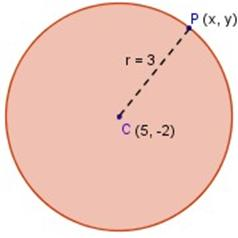 P (x, y)
r = 3
C (5, -2)